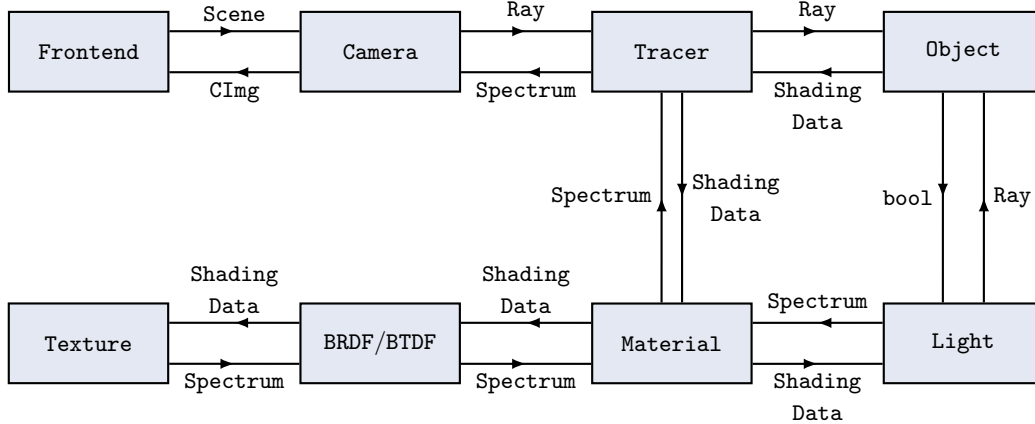 Scene
Ray
Ray
Frontend
Camera
Tracer
Object
CImg
Spectrum
Shading
Data
Spectrum
Shading
Data
bool
Ray
Shading
Data
Shading
Data
Spectrum
Texture
BRDF/BTDF
Material
Light
Spectrum
Spectrum
Shading
Data